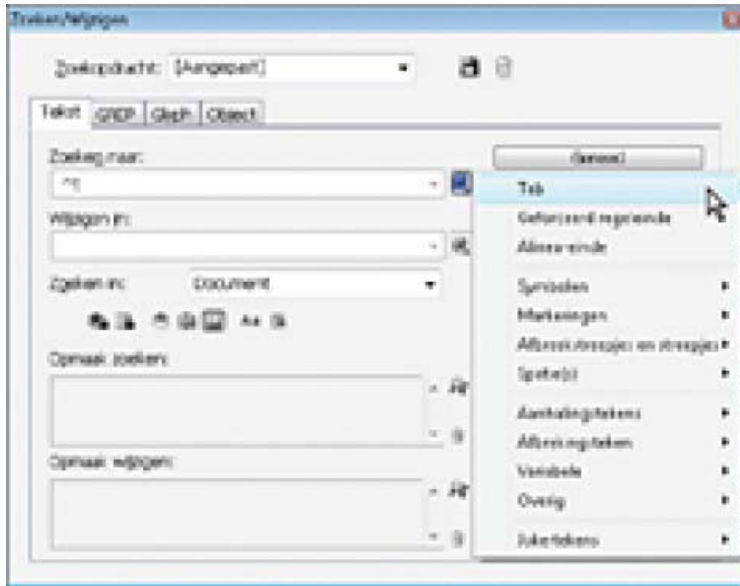 Zoeken/Wijzigen
Zoekopdracht: [Aangepast]
Tekst GREP Glyph Object
Zoeken naar:
^t
Wijzigen in:
Zoeken in: Document
Opmaak zoeken:
Opmaak wijzigen:
Tab
Geforceerd regeleinde
Alinea-einde
Symbolen
Markeringen
Afbreekstreepjes en streepjes
Spatie(s)
Aanhalingstekens
Afbrekingsteken
Variabele
Overig
Jokertekens